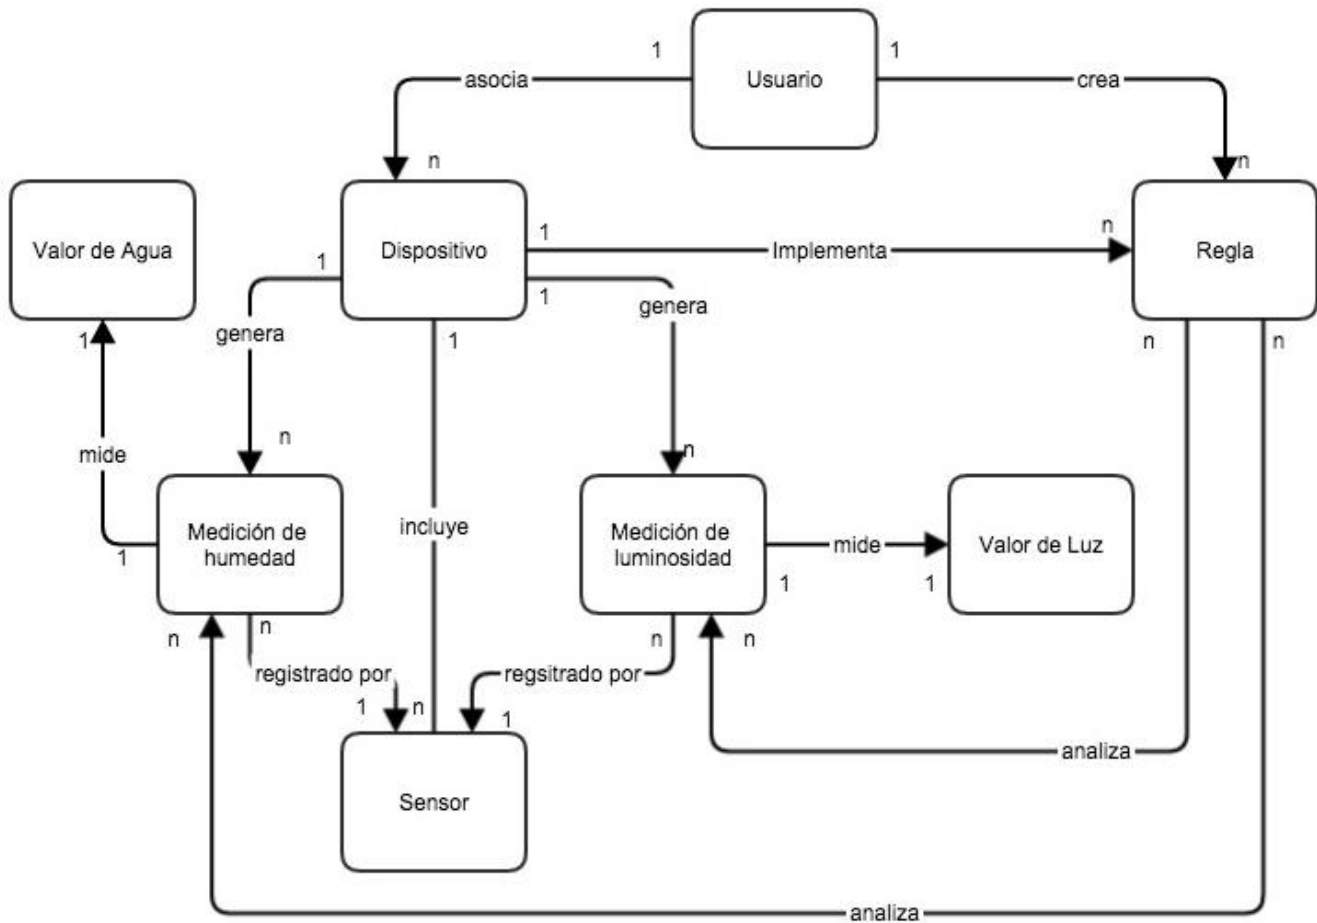 1
Usuario
1
asocia
crea
n
n
Valor de Agua
Dispositivo
1
Implementa
n
Regla
1
1
genera
1
genera
1
n
n
n
n
mide
Medición de
humedad
1
incluye
Medición de
luminosidad
mide
1
1
Valor de Luz
n
n
n
n
registrado por
regsitrado por
1
n
1
Sensor
analiza
analiza